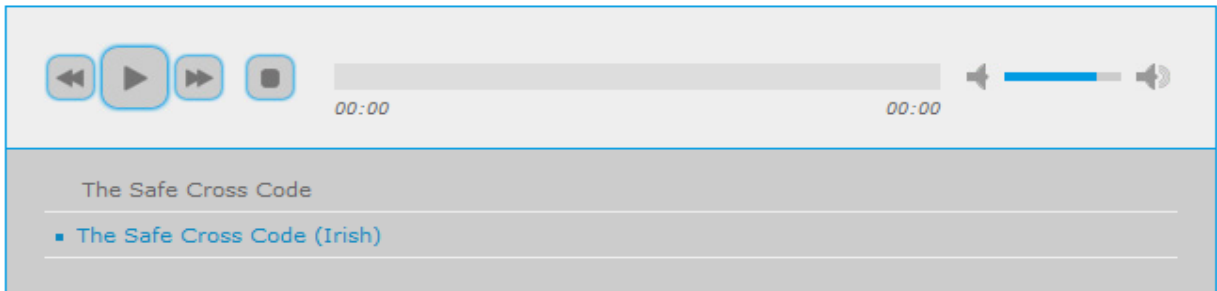 00:00 00:00
The Safe Cross Code
The Safe Cross Code (Irish)